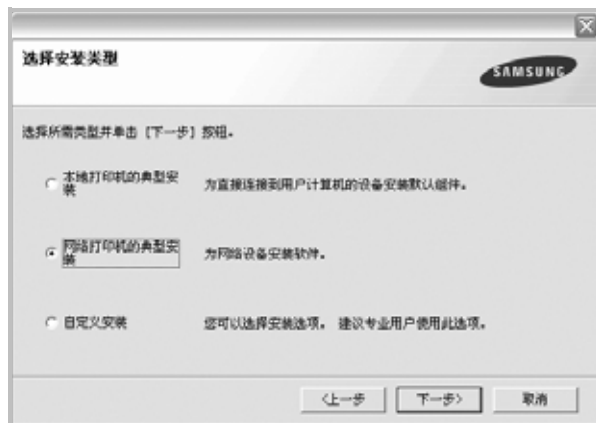 选择安装类型
SAMSUNG
选择所需类型并单击 [下一步] 按钮。
本地打印机的典型安
装
为直接连接到用户计算机的设备安装默认组件。
网络打印机的典型安
装
为网络设备安装软件。
自定义安装
您可以选择安装选项。 建议专业用户使用此选项。
<上一步
下一步>
取消